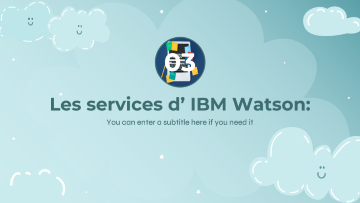 03
Les services d’ IBM Watson:
You can enter a subtitle here if you need it